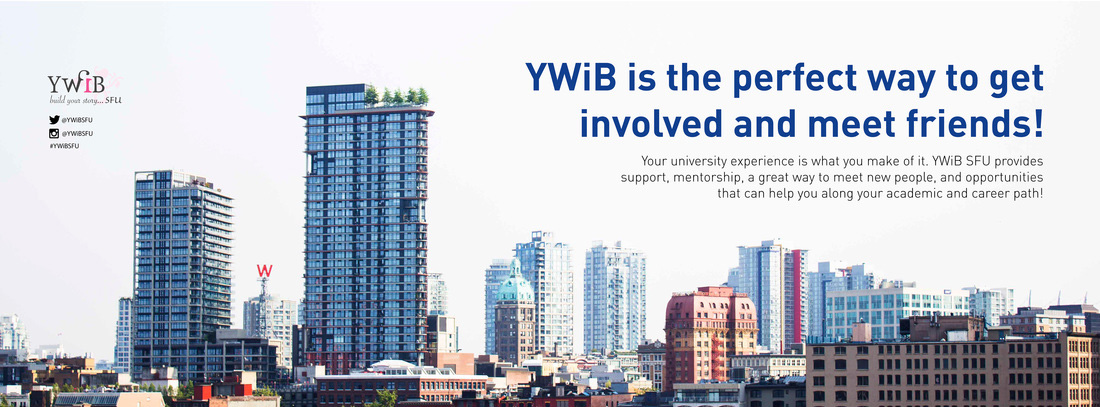 YWiB
build your story... SFU
@YWiBSFU
@YWiBSFU
#YWiBSFU
YWiB is the perfect way to get
involved and meet friends!
Your university experience is what you make of it. YWiB SFU provides
support, mentorship, a great way to meet new people, and opportunities
that can help you along your academic and career path!
W